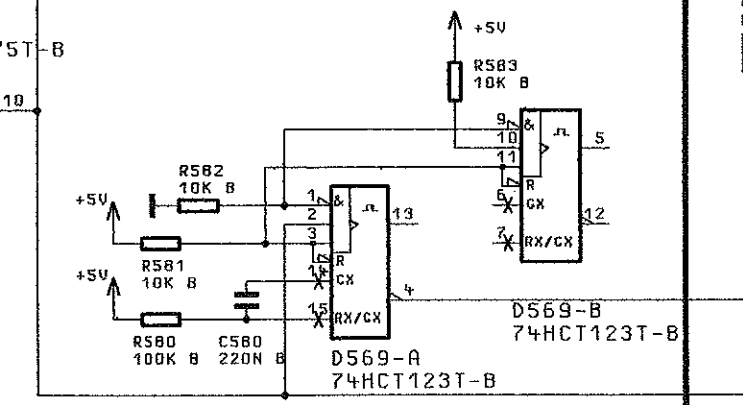 +5V
75T-B
R583
10K B
10
9
&
5
10
11
R582
10K B
R
6
CX
1
&
+5V
2
13
12
3
7
RX/CX
R581
10K B
R
14
CX
+5V
4
D569-B
15
RX/CX
74HCT123T-B
R580
100K B
C580
220N B
D569-A
74HCT123T-B